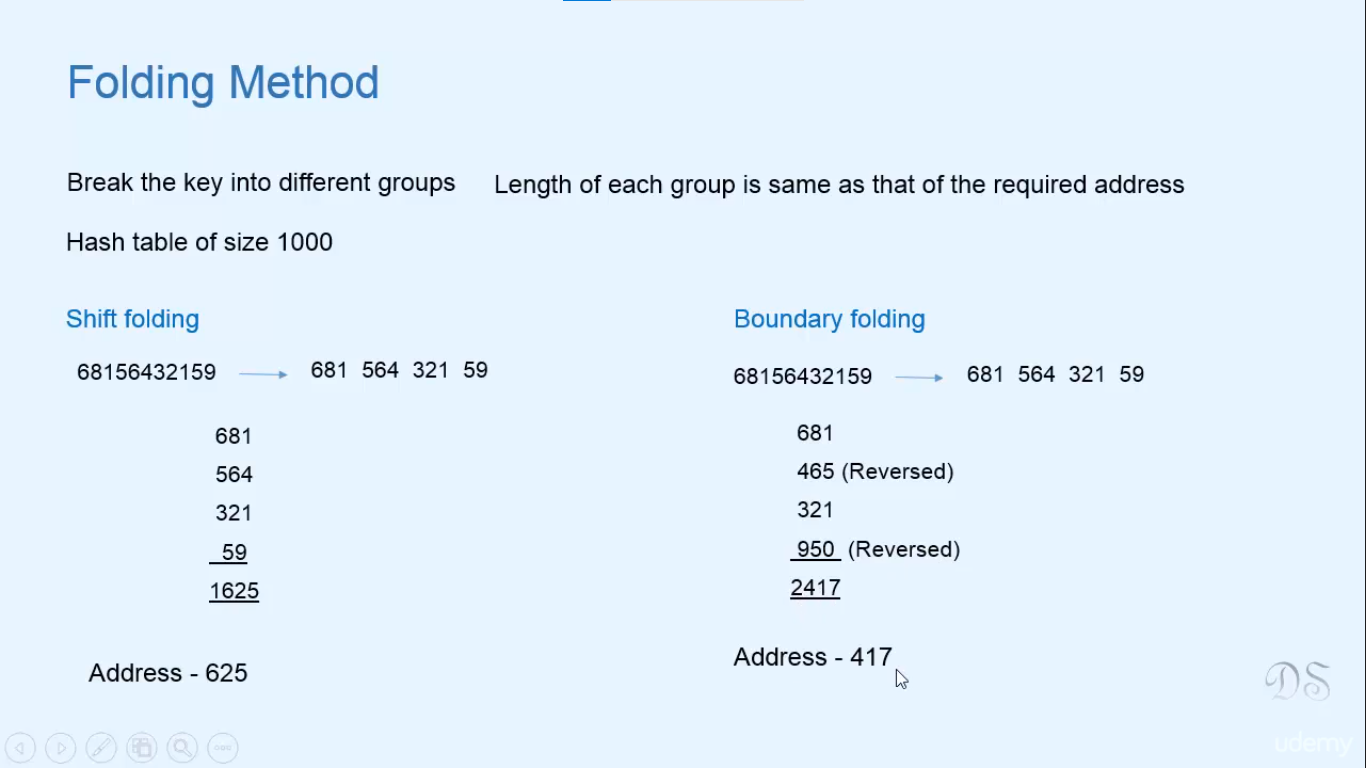 Folding Method
Break the key into different groups
Length of each group is same as that of the required address
Hash table of size 1000
Shift folding
68156432159
681 564 321 59
681
564
321
59
1625
Address - 625
Boundary folding
68156432159
681 564 321 59
681
465 (Reversed)
321
950 (Reversed)
2417
Address - 417
DS
udemy